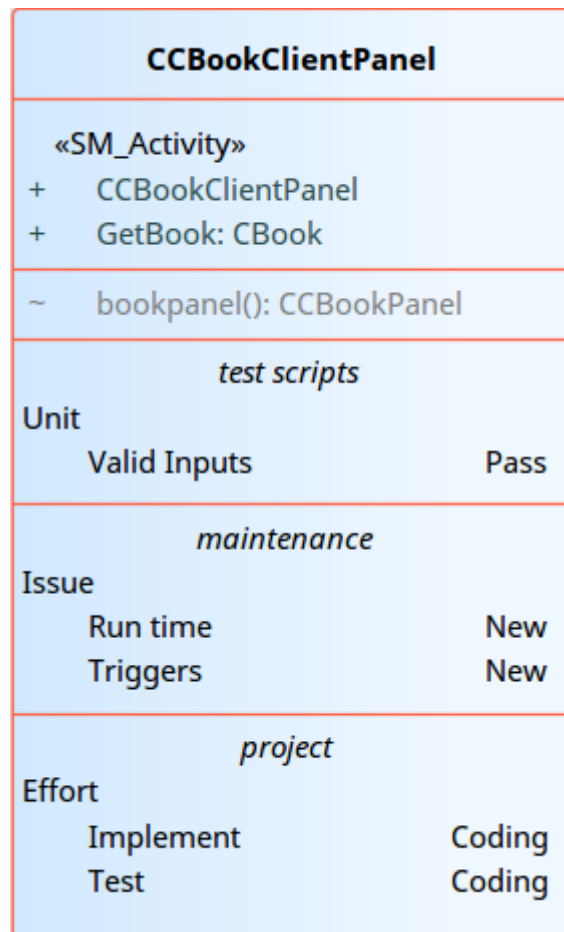 CCBookClientPanel
«SM_Activity»
+ CCBookClientPanel
+ GetBook: CBook
~ bookpanel(): CCBookPanel
test scripts
Unit
Valid Inputs Pass
maintenance
Issue
Run time New
Triggers New
project
Effort
Implement Coding
Test Coding